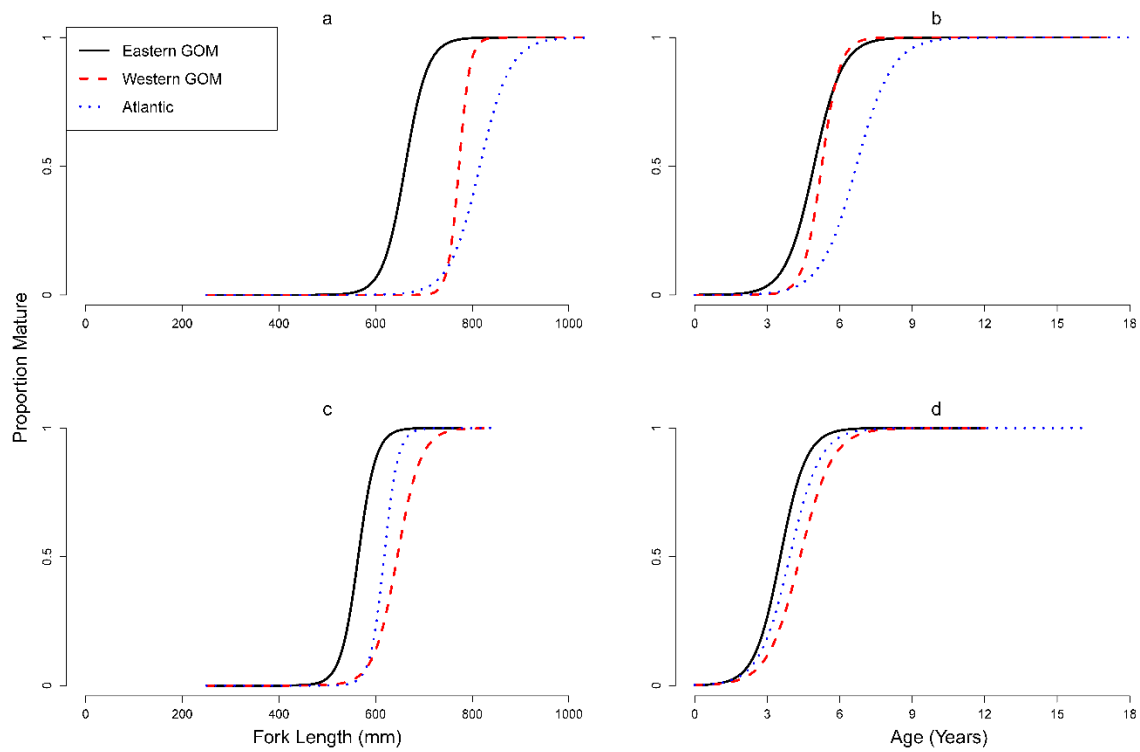 a
Eastern GOM
Western GOM
Atlantic
1
0.5
0
0 200 400 600 800 1000
b
1
0.5
0
0 3 6 9 12 15 18
Proportion Mature
c
1
0.5
0
0 200 400 600 800 1000
Fork Length (mm)
d
1
0.5
0
0 3 6 9 12 15 18
Age (Years)